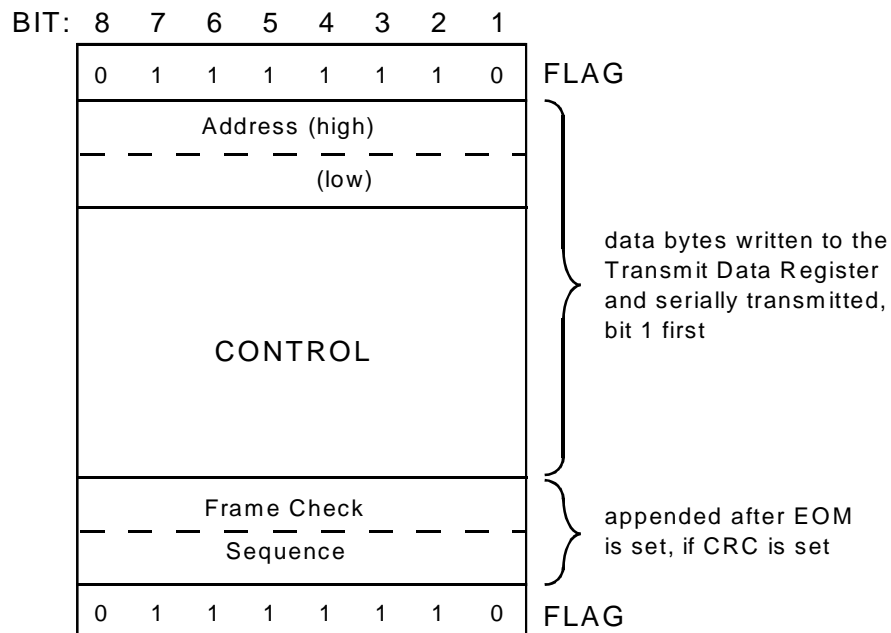 BIT: 8 7 6 5 4 3 2 1
0 1 1 1 1 1 1 0 FLAG
Address (high)
(low)
data bytes written to the
Transmit Data Register
and serially transmitted,
bit 1 first
CONTROL
Frame Check
Sequence
appended after EOM
is set, if CRC is set
0 1 1 1 1 1 1 0 FLAG